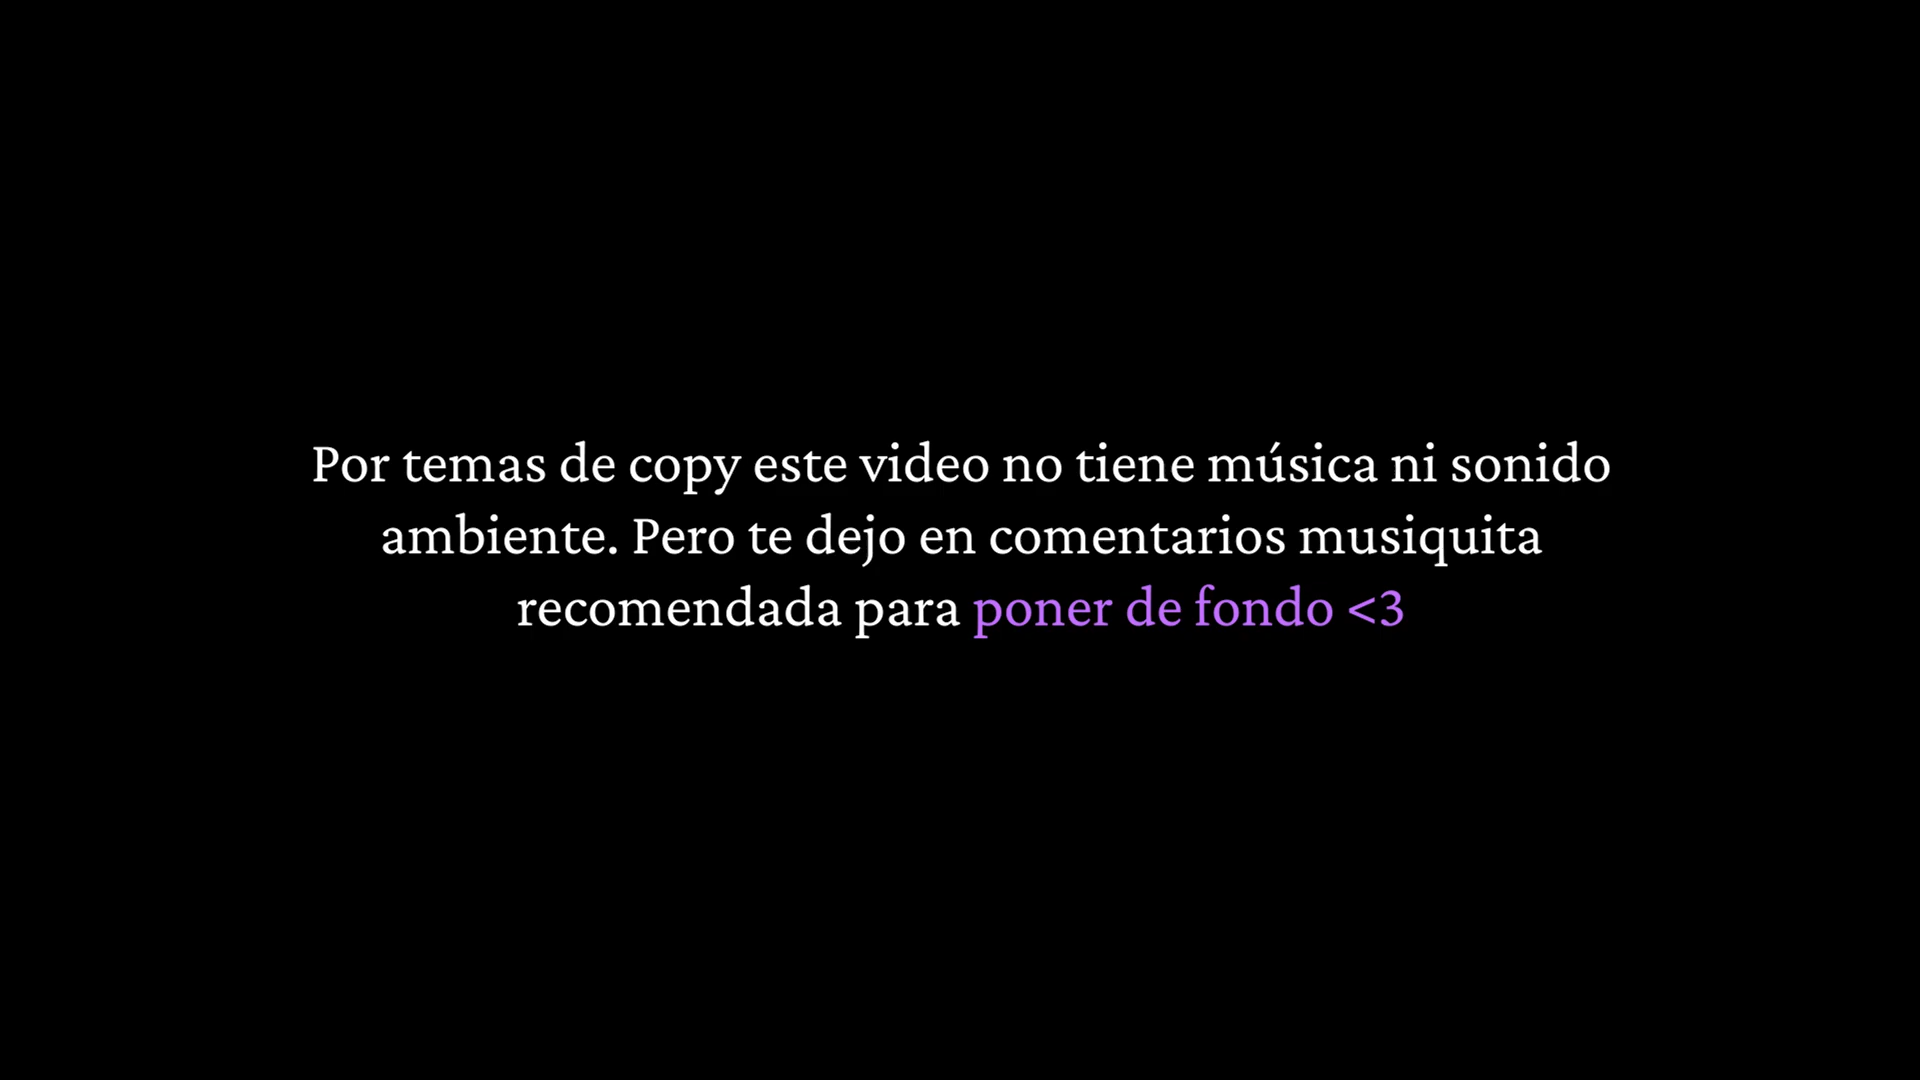 Por temas de copy este video no tiene música ni sonido
ambiente. Pero te dejo en comentarios musiquita
recomendada para poner de fondo <3